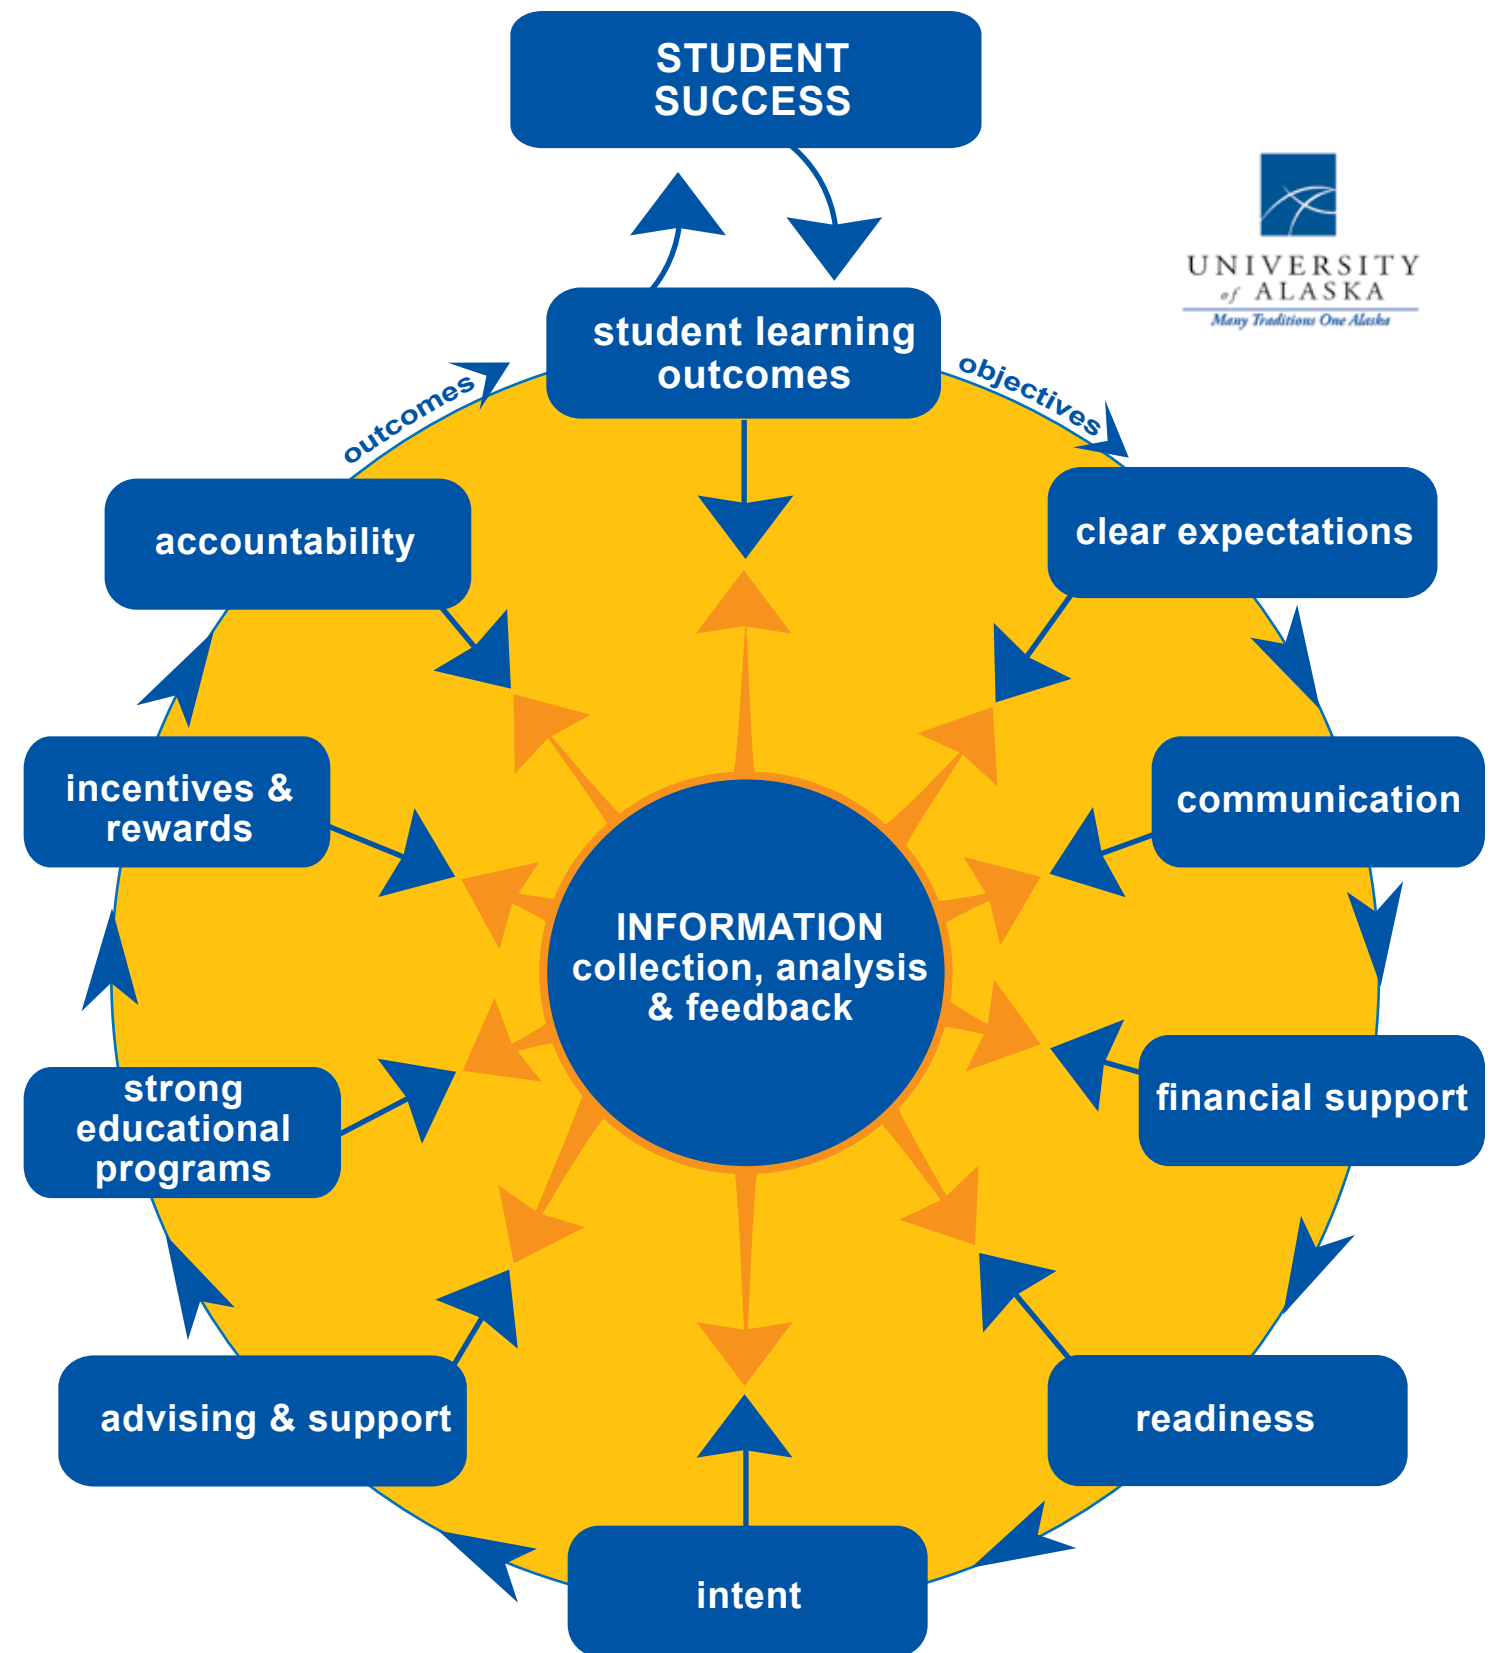 STUDENT
SUCCESS
UNIVERSITY
of ALASKA
Many Traditions One Alaska
student learning
outcomes
outcomes
objectives
accountability
clear expectations
incentives &
rewards
communication
INFORMATION
collection, analysis
& feedback
strong
educational
programs
financial support
advising & support
readiness
intent